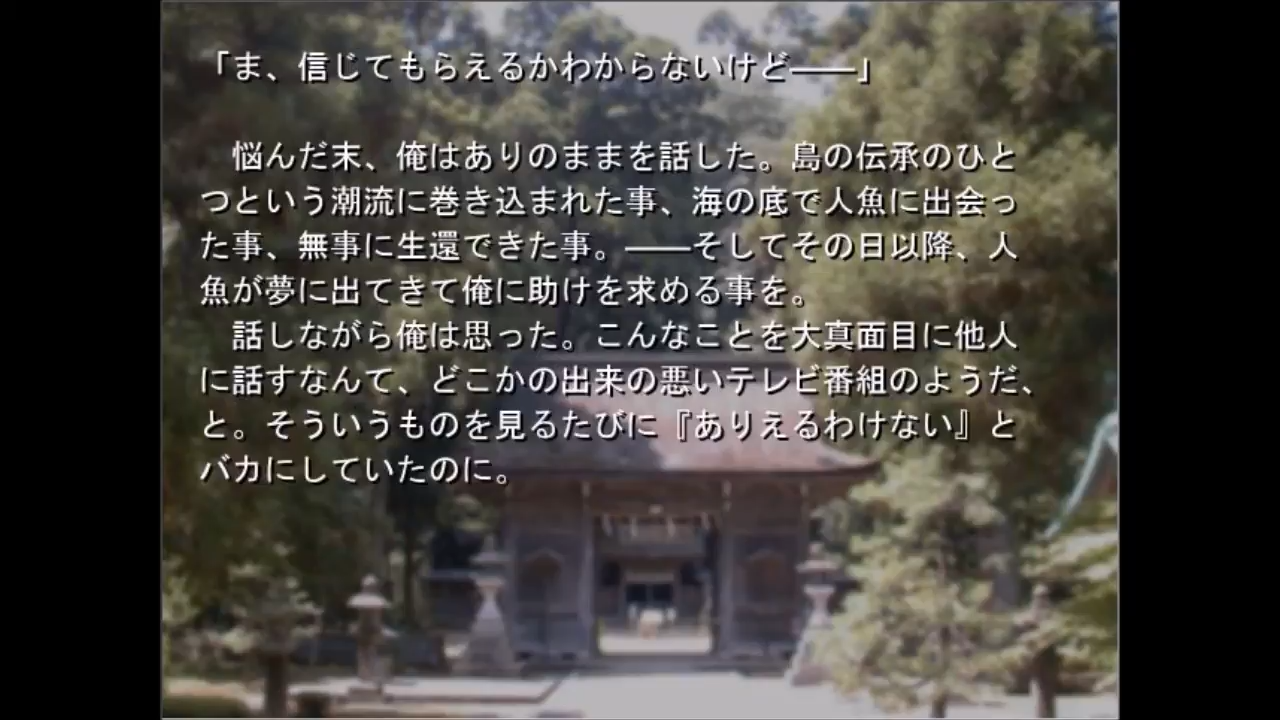 「ま、信じてもらえるかわからないけど――」
　悩んだ末、俺はありのままを話した。島の伝承のひと
つという潮流に巻き込まれた事、海の底で人魚に出会っ
た事、無事に生還できた事。――そしてその日以降、人
魚が夢に出てきて俺に助けを求める事を。
　話しながら俺は思った。こんなことを大真面目に他人
に話すなんて、どこかの出来の悪いテレビ番組のようだ、
と。そういうものを見るたびに『ありえるわけない』と
バカにしていたのに。